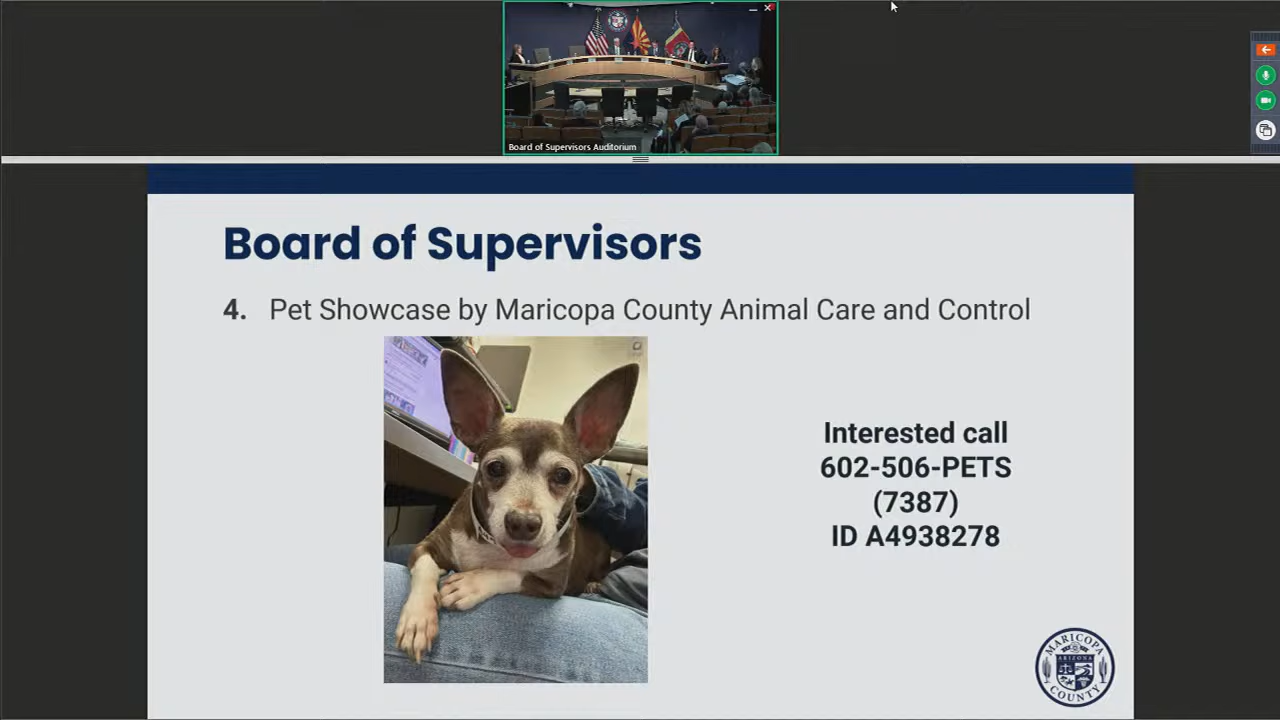 Board of Supervisors Auditorium
Board of Supervisors
4. Pet Showcase by Maricopa County Animal Care and Control
Interested call
602-506-PETS
(7387)
ID A4938278
MARICOPA
ARIZONA
COUNTY